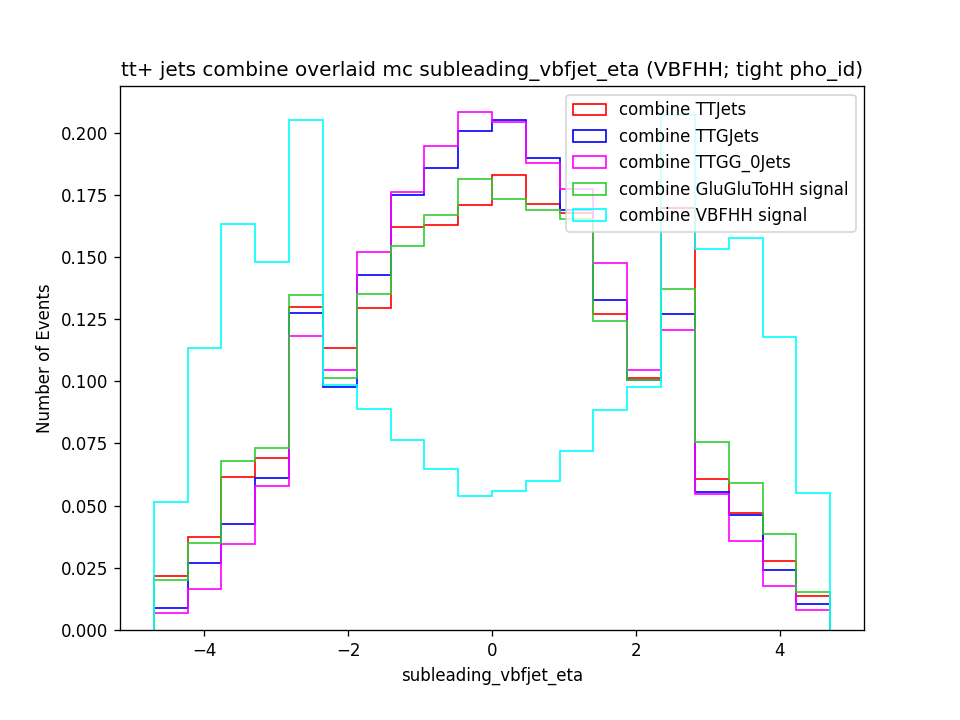 tt+ jets combine overlaid mc subleading_vbfjet_eta (VBFHH; tight pho_id)
combine TTJets
combine TTGJets
combine TTGG_0Jets
combine GluGluToHH signal
combine VBFHH signal
Number of Events
0.200
0.175
0.150
0.125
0.100
0.075
0.050
0.025
0.000
−4 −2 0 2 4
subleading_vbfjet_eta